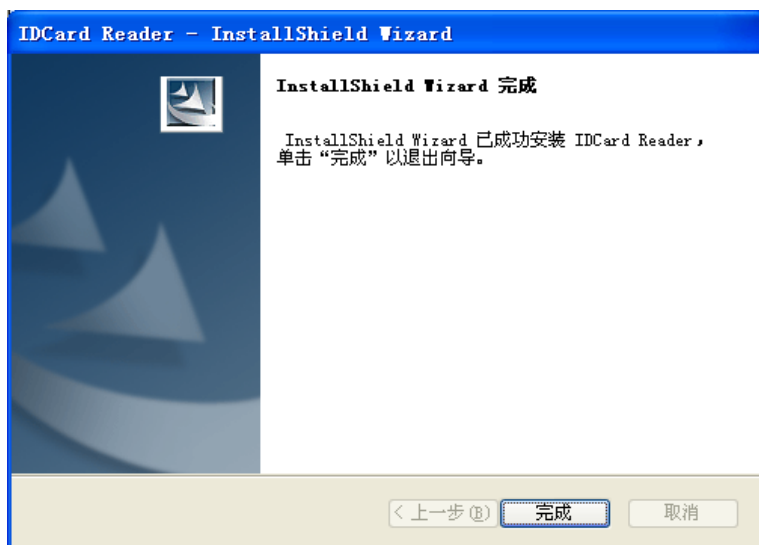 IDCard Reader - InstallShield Wizard
InstallShield Wizard 完成
InstallShield Wizard 已成功安装 IDCard Reader，
单击“完成”以退出向导。
< 上一步(B) 完成 取消